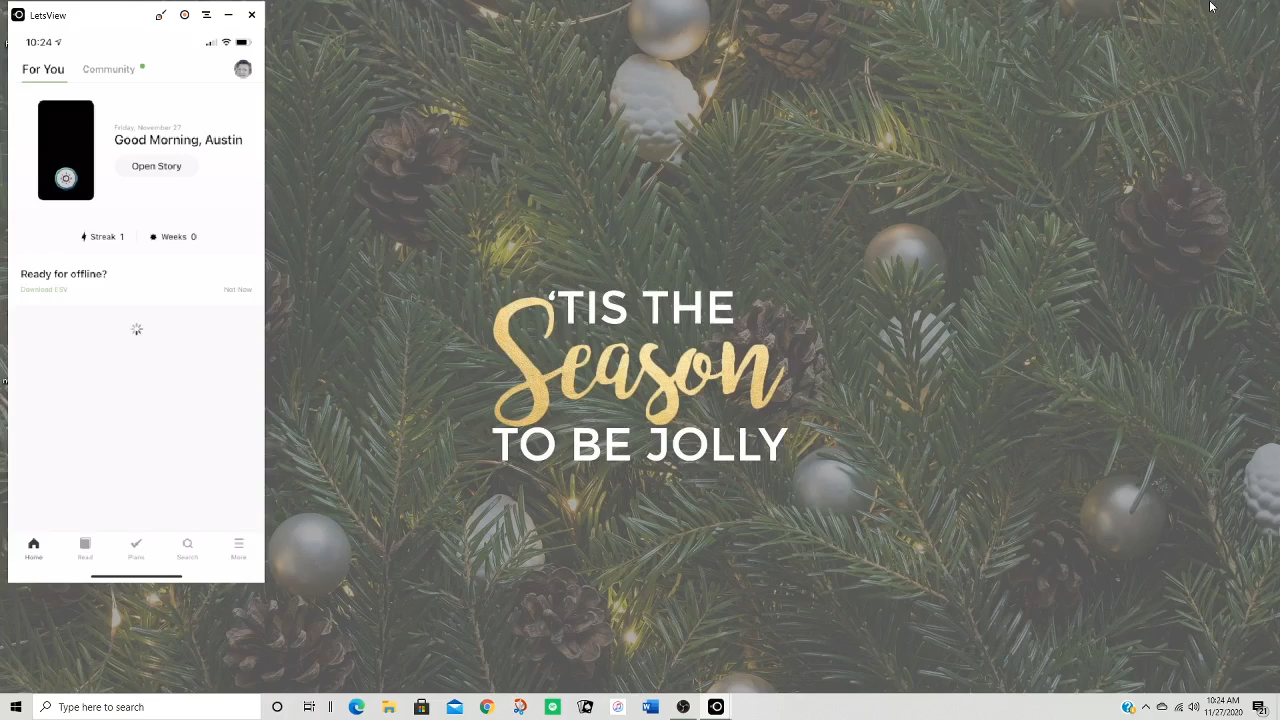 LetsView
10:24
For You
Community
Friday, November 27
Good Morning, Austin
Open Story
Streak 1
Weeks 0
Ready for offline?
Download ESV
Not Now
Home
Read
Plans
Search
More
‘TIS THE
Season
TO BE JOLLY
Type here to search
10:24 AM
11/27/2020